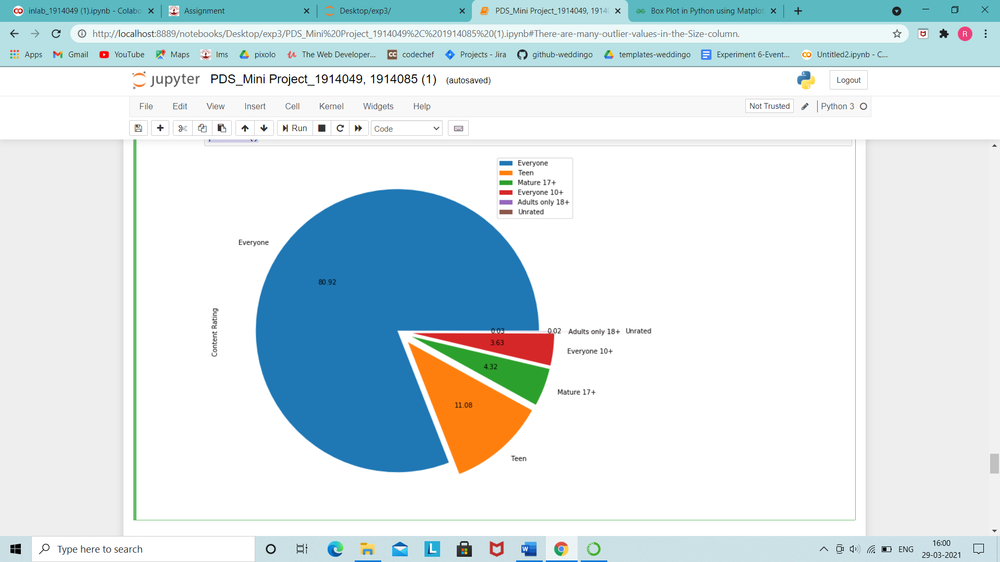 inlab_1914049 (1).ipynb - Colabo
Assignment
Desktop/exp3/
PDS_Mini Project_1914049, 1914
Box Plot in Python using Matplot
http://localhost:8889/notebooks/Desktop/exp3/PDS_Mini%20Project_1914049%2C%201914085%20(1).ipynb#There-are-many-outlier-values-in-the-Size-column.
R
Apps
Gmail
YouTube
Maps
lms
pixolo
The Web Developer...
codechef
Projects - Jira
github-weddingo
templates-weddingo
Experiment 6-Event...
Untitled2.ipynb - C...
jupyter PDS_Mini Project_1914049, 1914085 (1) (autosaved)
Logout
File Edit View Insert Cell Kernel Widgets Help
Not Trusted
Python 3
Run
Code
Everyone
Teen
Mature 17+
Everyone 10+
Adults only 18+
Unrated
Everyone
80.92
Content Rating
0.03
0.02
Adults only 18+
Unrated
3.63
Everyone 10+
4.32
Mature 17+
11.08
Teen
Type here to search
ENG
16:00
29-03-2021